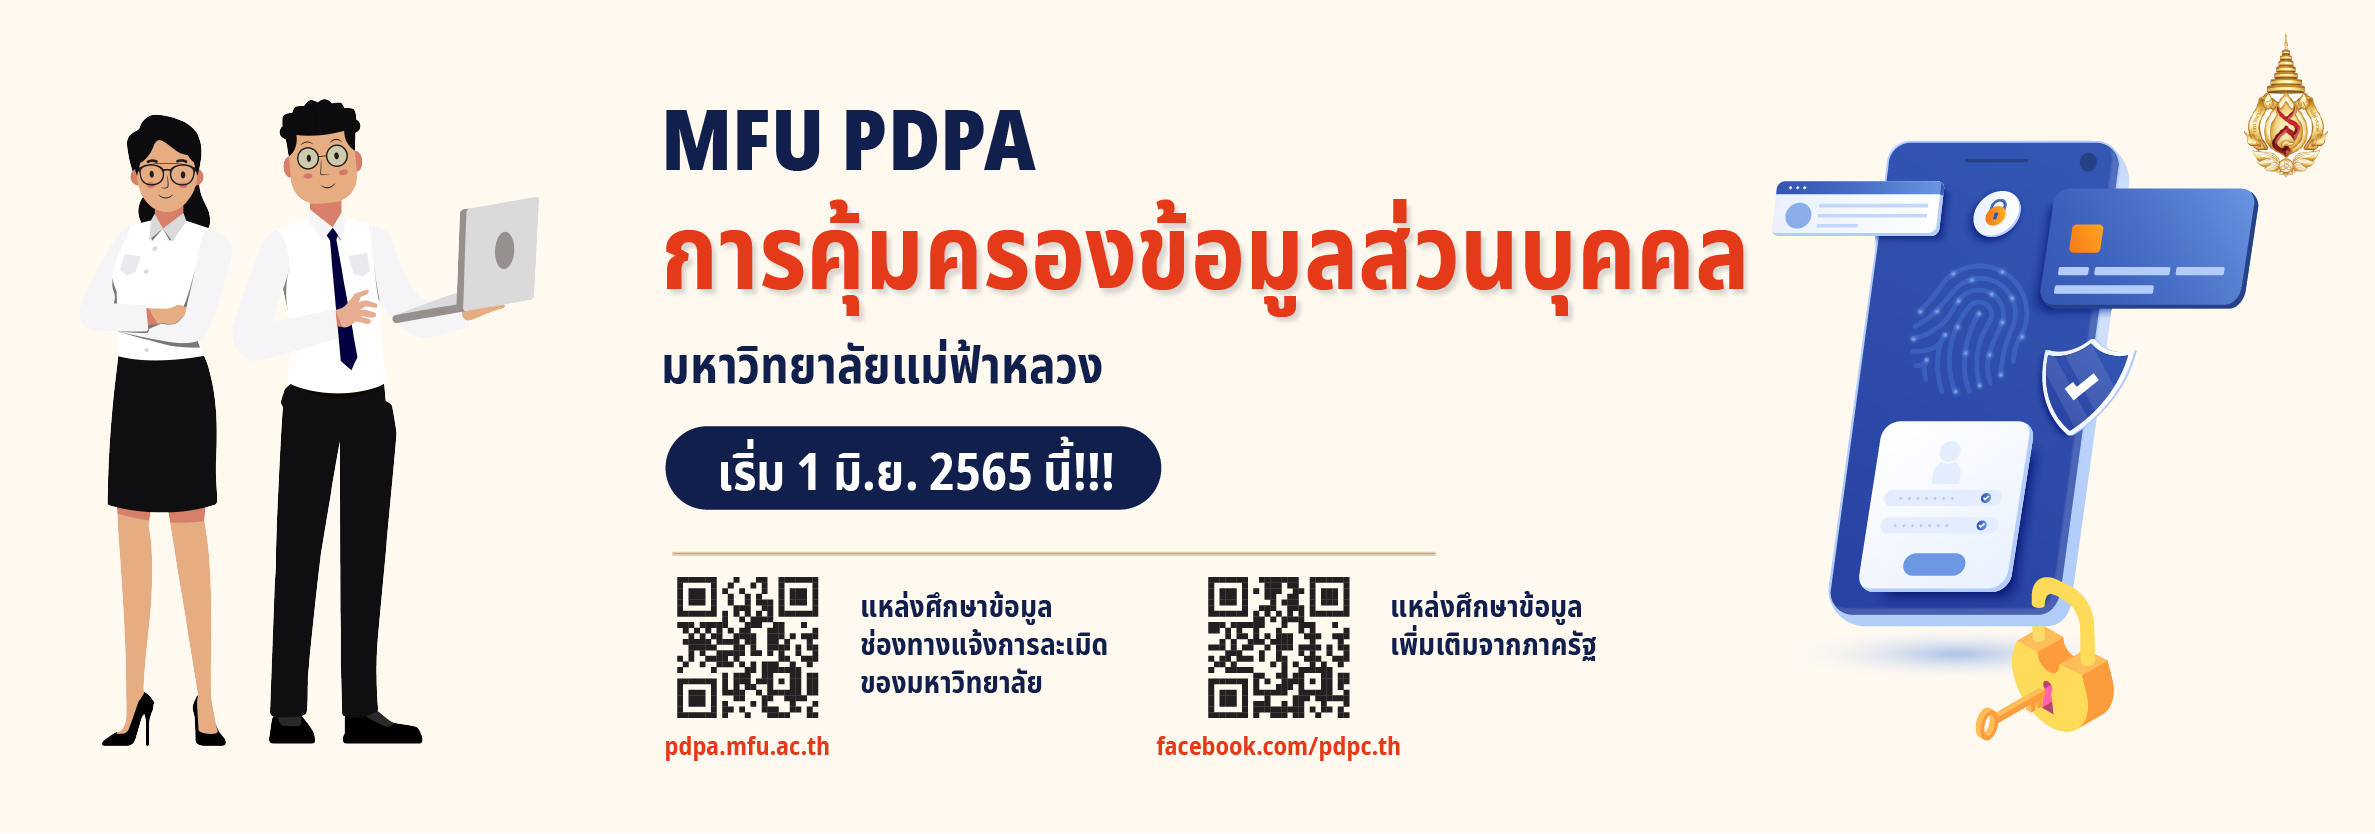 MFU PDPA
การคุ้มครองข้อมูลส่วนบุคคล
มหาวิทยาลัยแม่ฟ้าหลวง
เริ่ม 1 มิ.ย. 2565 นี้!!!
แหล่งศึกษาข้อมูล
ช่องทางแจ้งการละเมิด
ของมหาวิทยาลัย
pdpa.mfu.ac.th
แหล่งศึกษาข้อมูล
เพิ่มเติมจากภาครัฐ
facebook.com/pdpc.th